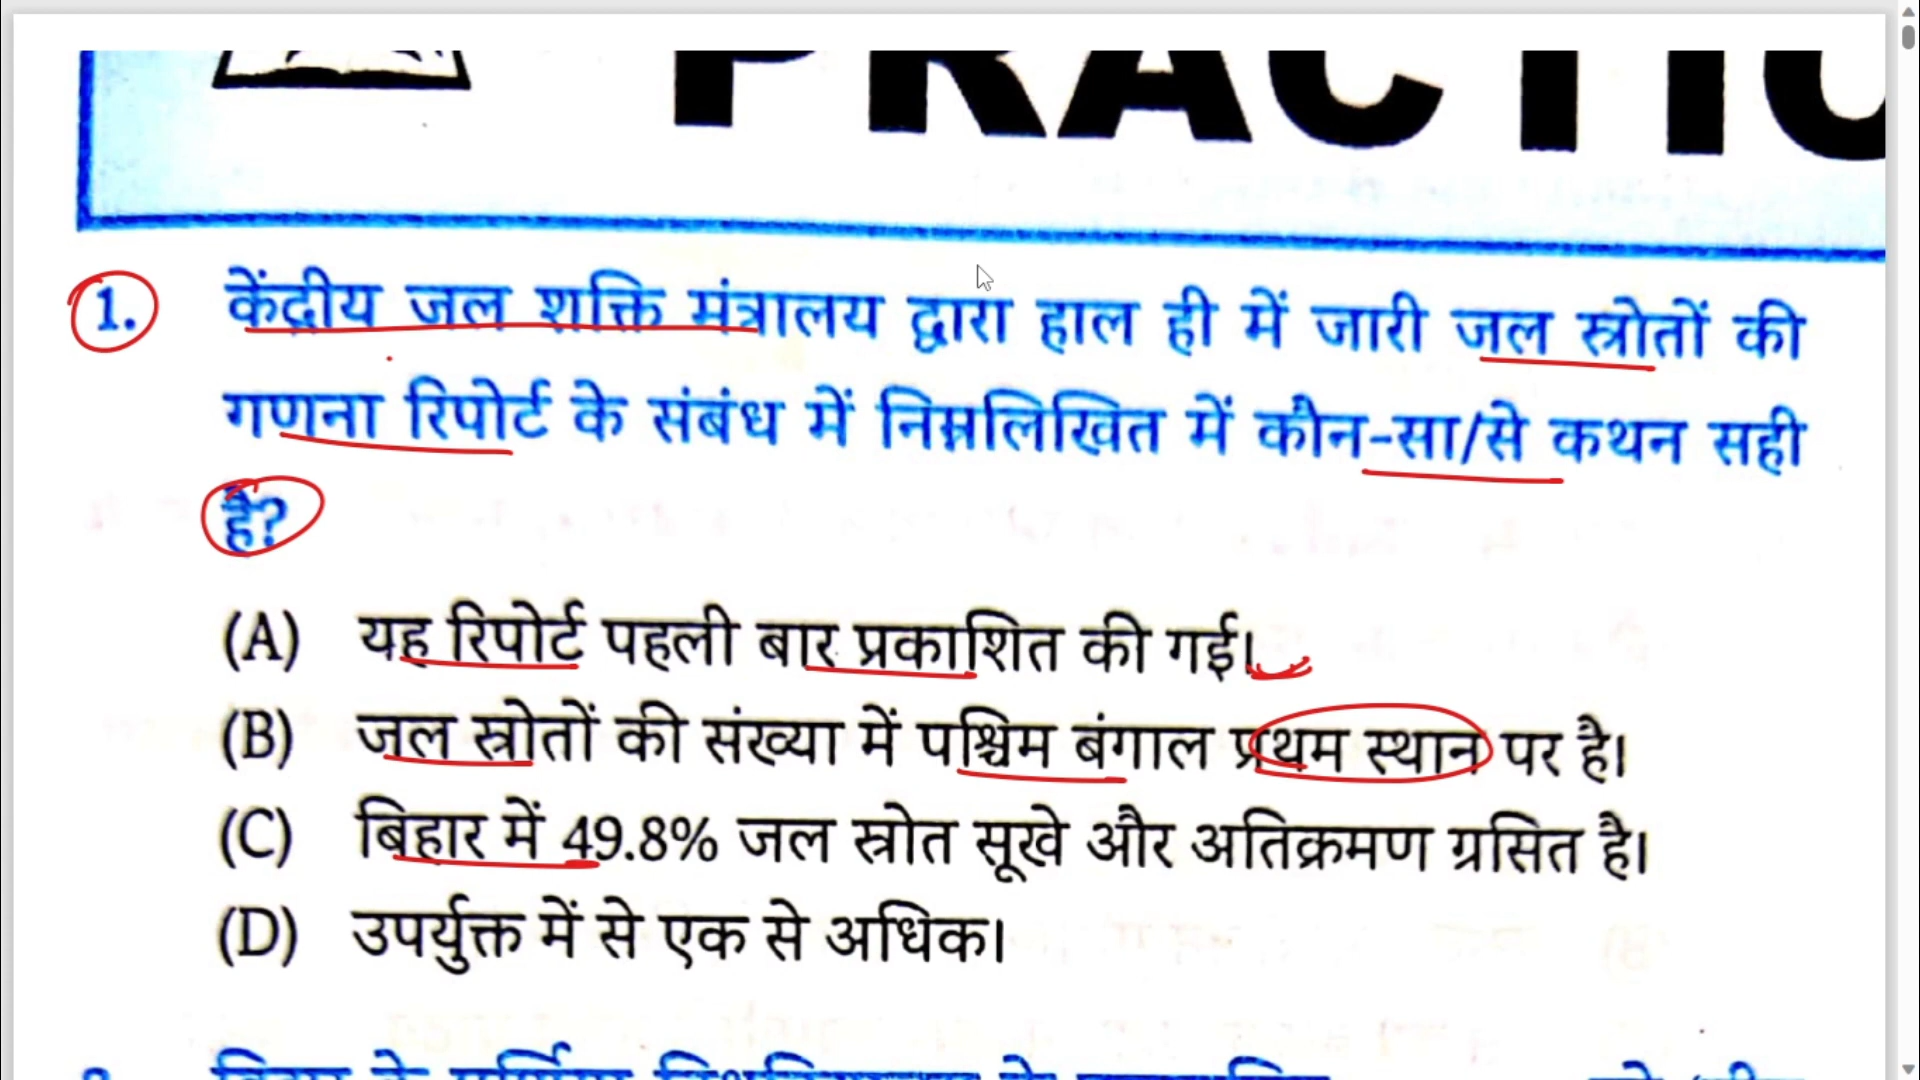 PRACTIC
1. केंद्रीय जल शक्ति मंत्रालय द्वारा हाल ही में जारी जल स्रोतों की
गणना रिपोर्ट के संबंध में निम्नलिखित में कौन-सा/से कथन सही
है?
(A) यह रिपोर्ट पहली बार प्रकाशित की गई।
(B) जल स्रोतों की संख्या में पश्चिम बंगाल प्रथम स्थान पर है।
(C) बिहार में 49.8% जल स्रोत सूखे और अतिक्रमण ग्रसित है।
(D) उपर्युक्त में से एक से अधिक।